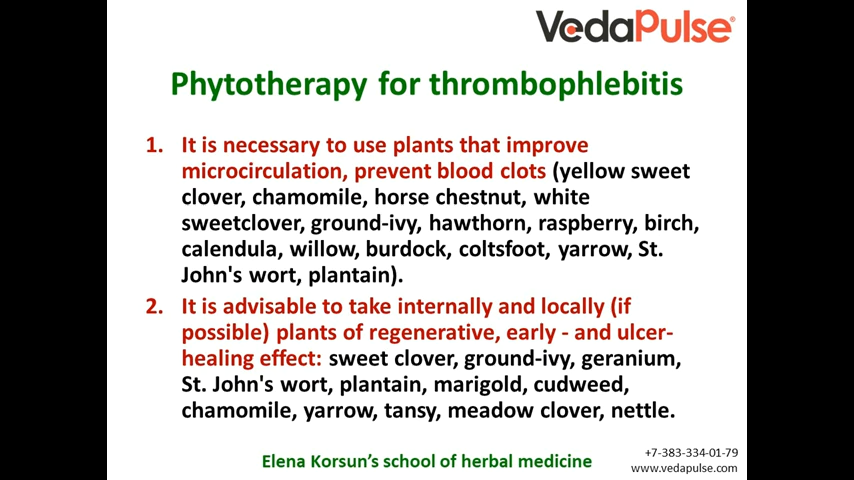 VedaPulse®
Phytotherapy for thrombophlebitis
1. It is necessary to use plants that improve
microcirculation, prevent blood clots (yellow sweet
clover, chamomile, horse chestnut, white
sweetclover, ground-ivy, hawthorn, raspberry, birch,
calendula, willow, burdock, coltsfoot, yarrow, St.
John's wort, plantain).
2. It is advisable to take internally and locally (if
possible) plants of regenerative, early - and ulcer-
healing effect: sweet clover, ground-ivy, geranium,
St. John's wort, plantain, marigold, cudweed,
chamomile, yarrow, tansy, meadow clover, nettle.
Elena Korsun's school of herbal medicine
+7-383-334-01-79
www.vedapulse.com